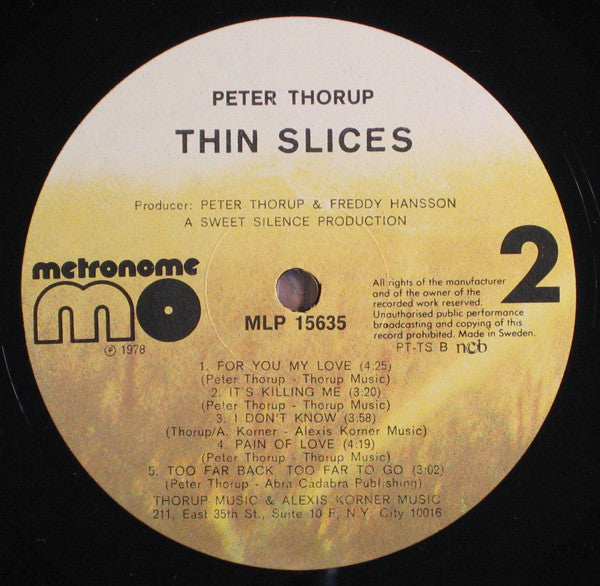 PETER THORUP
THIN SLICES
Producer: PETER THORUP & FREDDY HANSSON
A SWEET SILENCE PRODUCTION
metronome
mo
℗ 1978
MLP 15635
2
All rights of the manufacturer
and of the owner of the
recorded work reserved.
Unauthorised public performance
broadcasting and copying of this
record prohibited. Made in Sweden.
PT-TS B ncb
1. FOR YOU MY LOVE (4:25)
(Peter Thorup - Thorup Music)
2. IT'S KILLING ME (3:20)
(Peter Thorup - Thorup Music)
3. I DON'T KNOW (3.58)
(Thorup/A. Korner - Alexis Korner Music)
4. PAIN OF LOVE (4:19)
(Peter Thorup - Thorup Music)
5. TOO FAR BACK TOO FAR TO GO (3:02)
(Peter Thorup - Abra Cadabra Publishing)
THORUP MUSIC & ALEXIS KORNER MUSIC
211, East 35th St., Suite 10 F, N.Y. City 10016